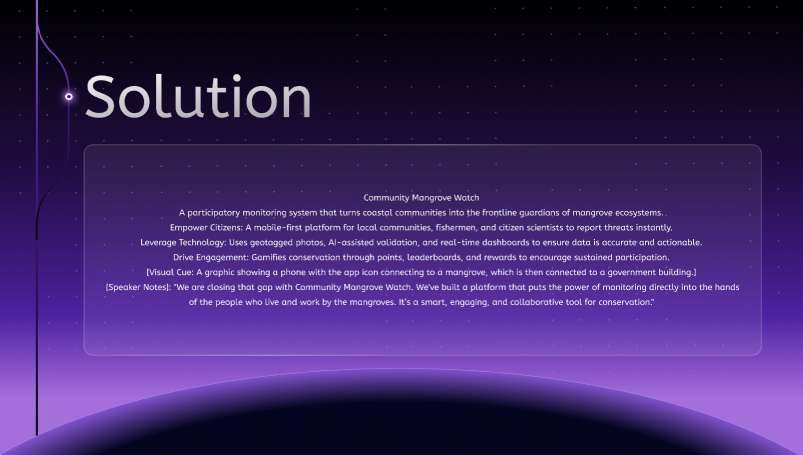 Solution
Community Mangrove Watch
A participatory monitoring system that turns coastal communities into the frontline guardians of mangrove ecosystems.
Empower Citizens: A mobile-first platform for local communities, fishermen, and citizen scientists to report threats instantly.
Leverage Technology: Uses geotagged photos, AI-assisted validation, and real-time dashboards to ensure data is accurate and actionable.
Drive Engagement: Gamifies conservation through points, leaderboards, and rewards to encourage sustained participation.
[Visual Cue: A graphic showing a phone with the app icon connecting to a mangrove, which is then connected to a government building.]
[Speaker Notes]: "We are closing that gap with Community Mangrove Watch. We've built a platform that puts the power of monitoring directly into the hands
of the people who live and work by the mangroves. It's a smart, engaging, and collaborative tool for conservation."